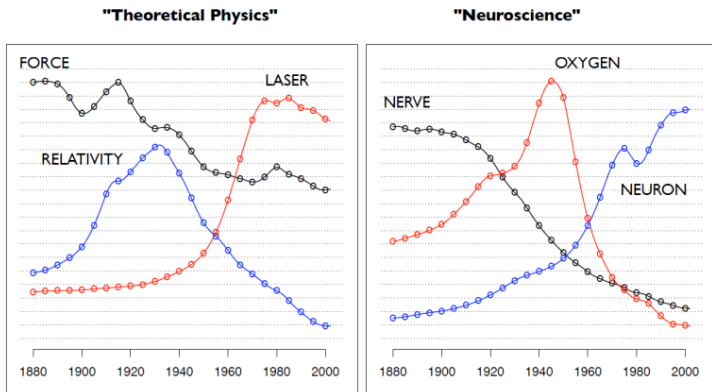 "Theoretical Physics"
"Neuroscience"
FORCE
LASER
RELATIVITY
1880 1900 1920 1940 1960 1980 2000
OXYGEN
NERVE
NEURON
1880 1900 1920 1940 1960 1980 2000